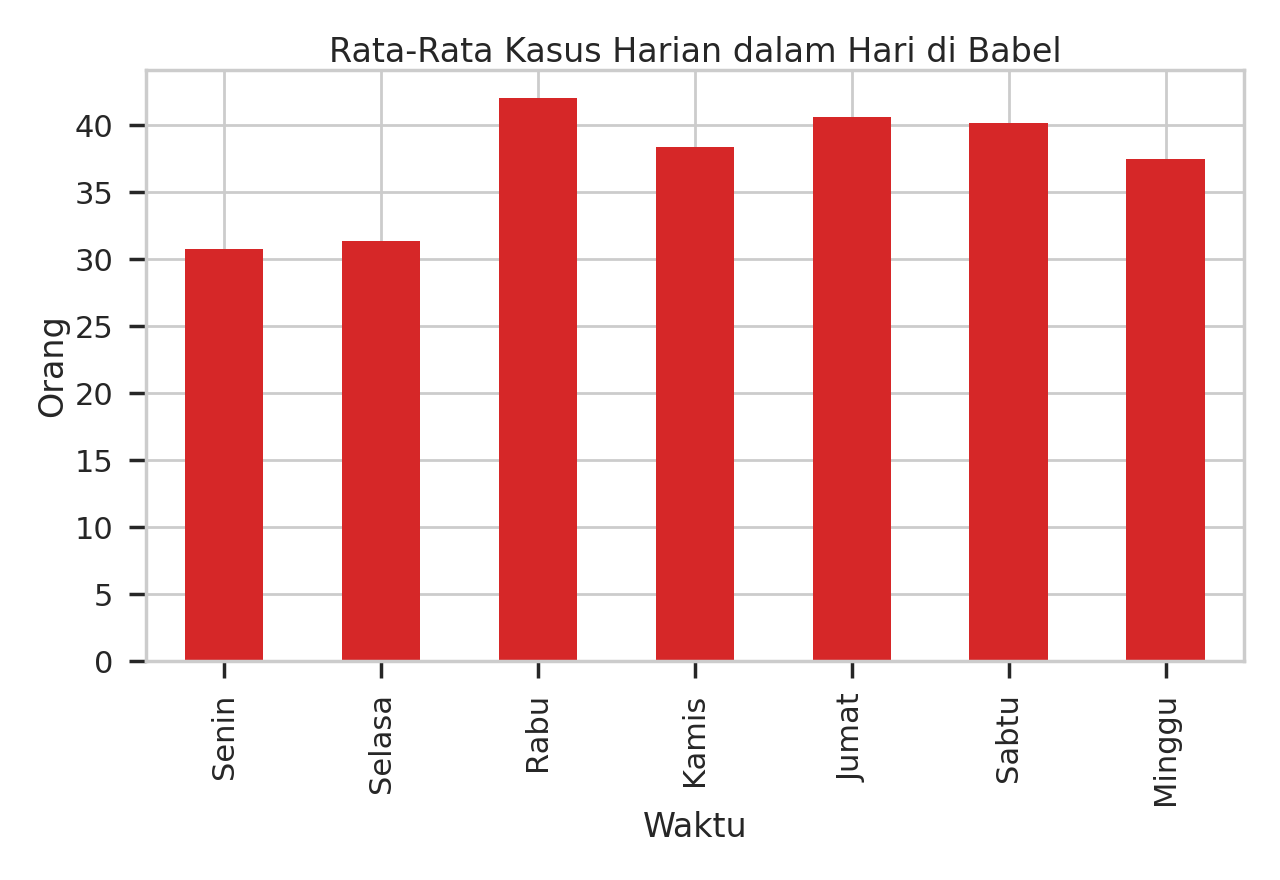 Rata-Rata Kasus Harian dalam Hari di Babel
40
35
30
25
20
15
10
5
0
Orang
Senin
Selasa
Rabu
Kamis
Jumat
Sabtu
Minggu
Waktu